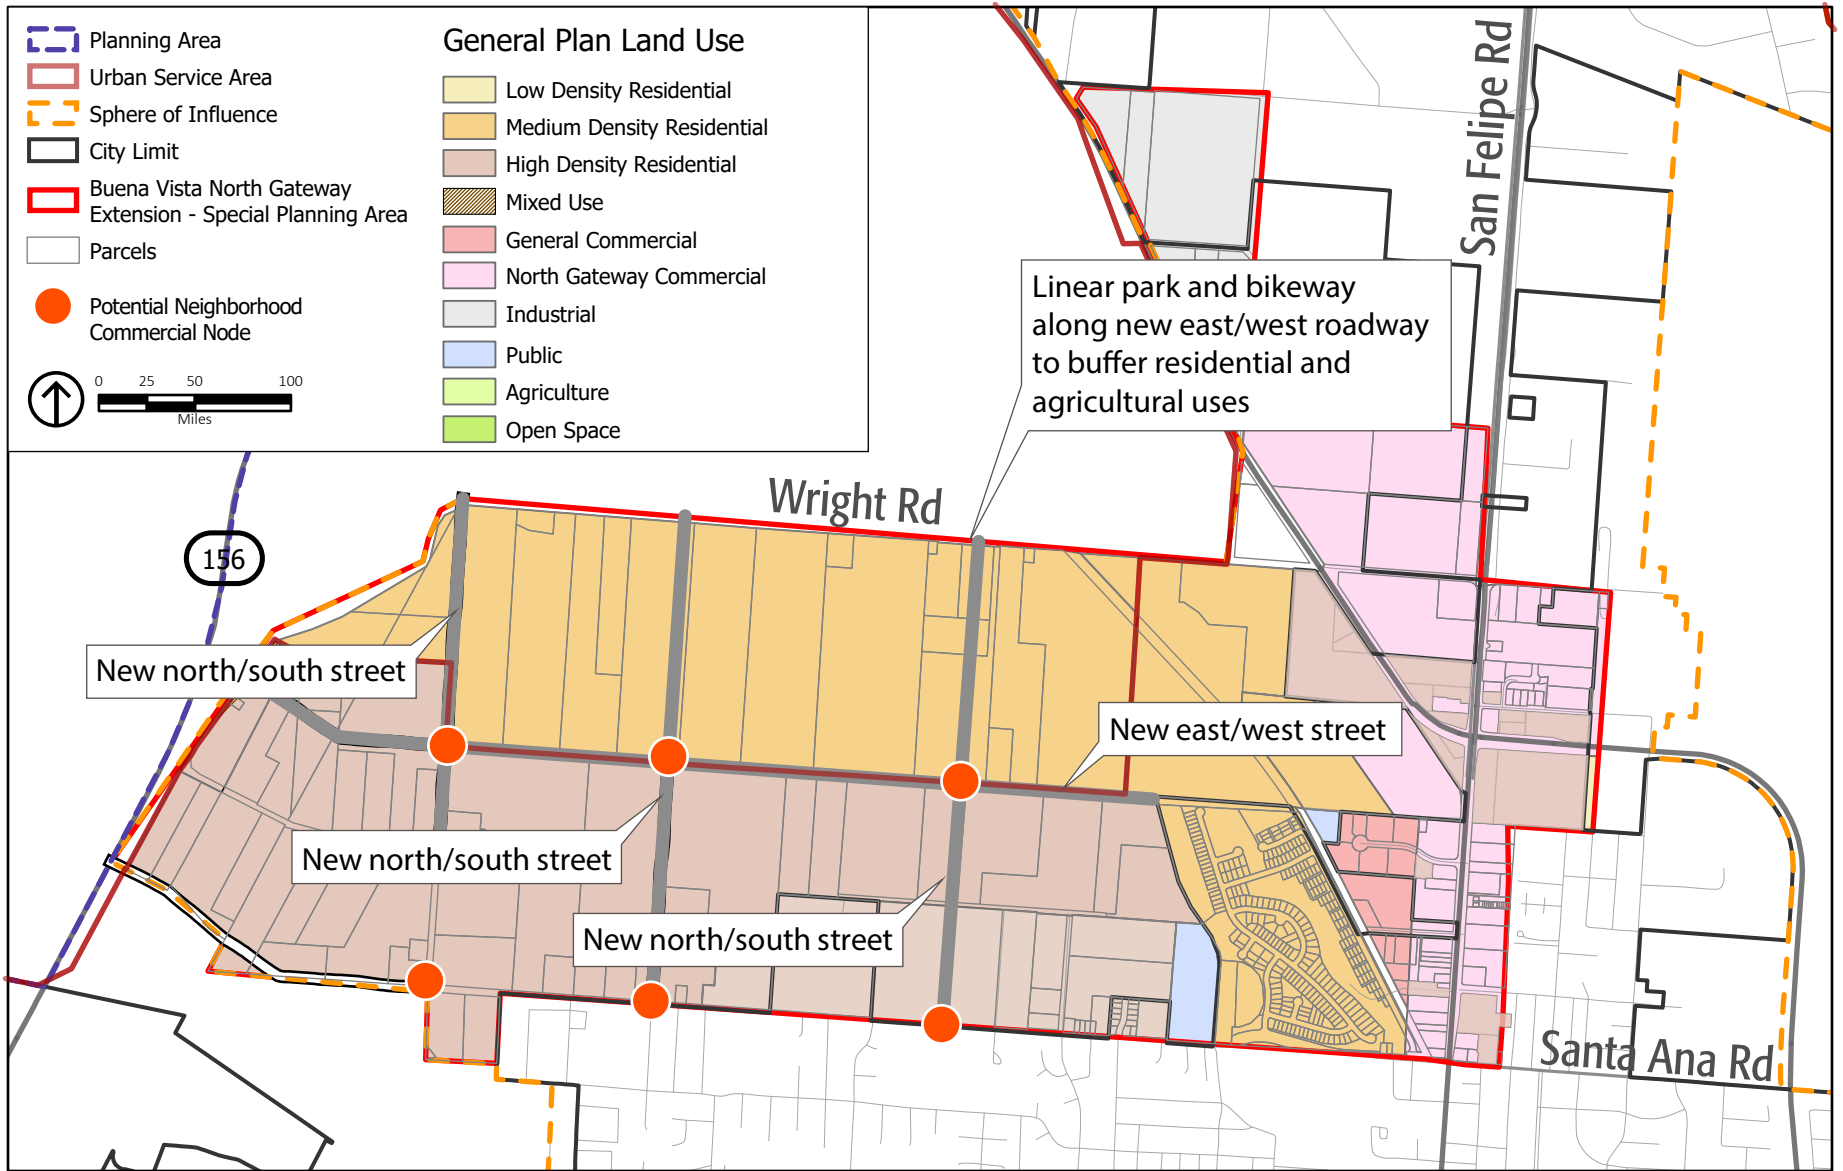 Planning Area
Urban Service Area
Sphere of Influence
City Limit
Buena Vista North Gateway
Extension - Special Planning Area
Parcels
Potential Neighborhood
Commercial Node
0 25 50 100
Miles
General Plan Land Use
Low Density Residential
Medium Density Residential
High Density Residential
Mixed Use
General Commercial
North Gateway Commercial
Industrial
Public
Agriculture
Open Space
San Felipe Rd
Linear park and bikeway
along new east/west roadway
to buffer residential and
agricultural uses
Wright Rd
156
New north/south street
New east/west street
New north/south street
New north/south street
Santa Ana Rd